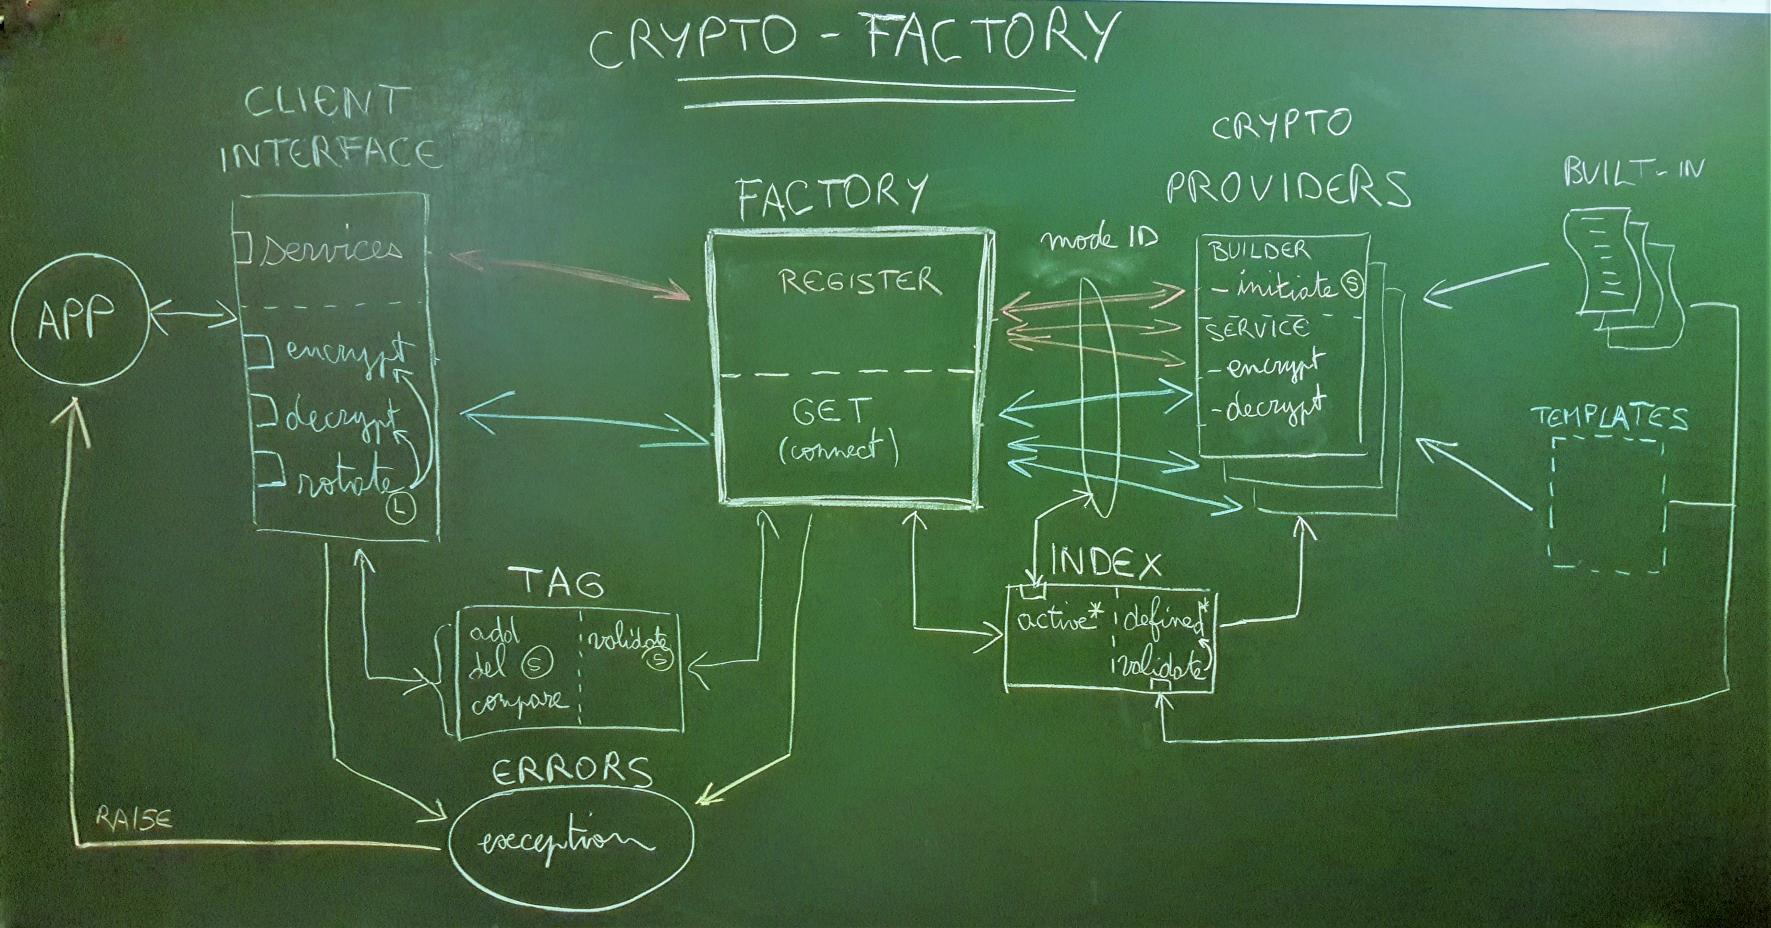 CRYPTO - FACTORY
CLIENT
INTERFACE
services
encrypt
decrypt
rotate
L
APP
FACTORY
REGISTER
GET
(connect)
mode ID
CRYPTO
PROVIDERS
BUILDER
- initiate S
SERVICE
- encrypt
- decrypt
BUILT-IN
TEMPLATES
TAG
add
del S
compare
validate
S
INDEX
active*
defined*
validate
ERRORS
exception
RAISE